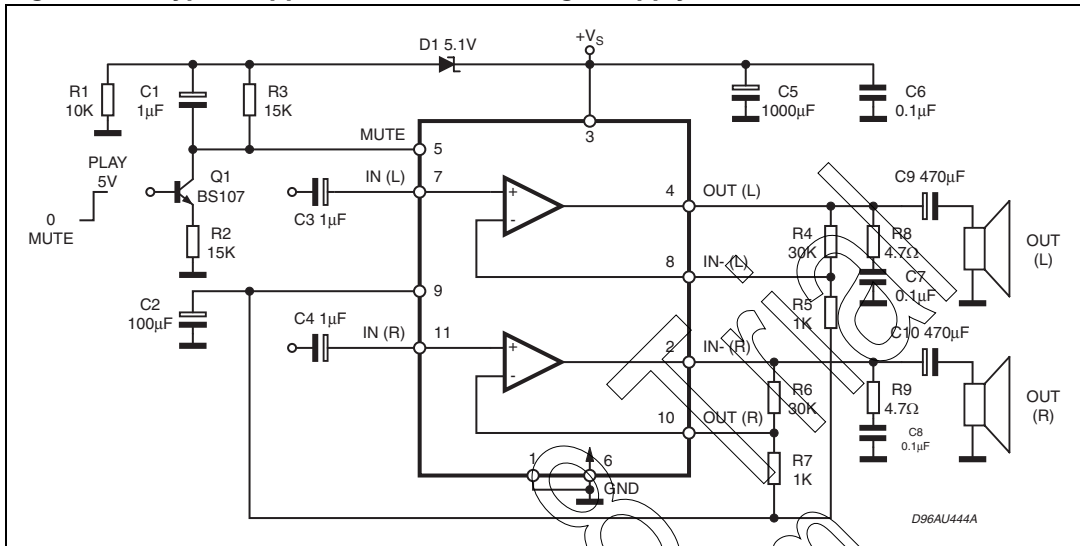 D1 5.1V
+VS
R1
10K
C1
1µF
R3
15K
C5
1000µF
C6
0.1µF
MUTE
5
3
PLAY
5V
0
MUTE
Q1
BS107
R2
15K
IN (L)
7
C3 1µF
+
-
4
OUT (L)
8
IN- (L)
R4
30K
R8
4.7Ω
C9 470µF
OUT
(L)
C7
0.1µF
R5
1K
9
C2
100µF
C4 1µF
IN (R)
11
+
-
2
IN- (R)
C10 470µF
R6
30K
R9
4.7Ω
OUT
(R)
10
OUT (R)
C8
0.1µF
R7
1K
1
6
GND
D96AU444A